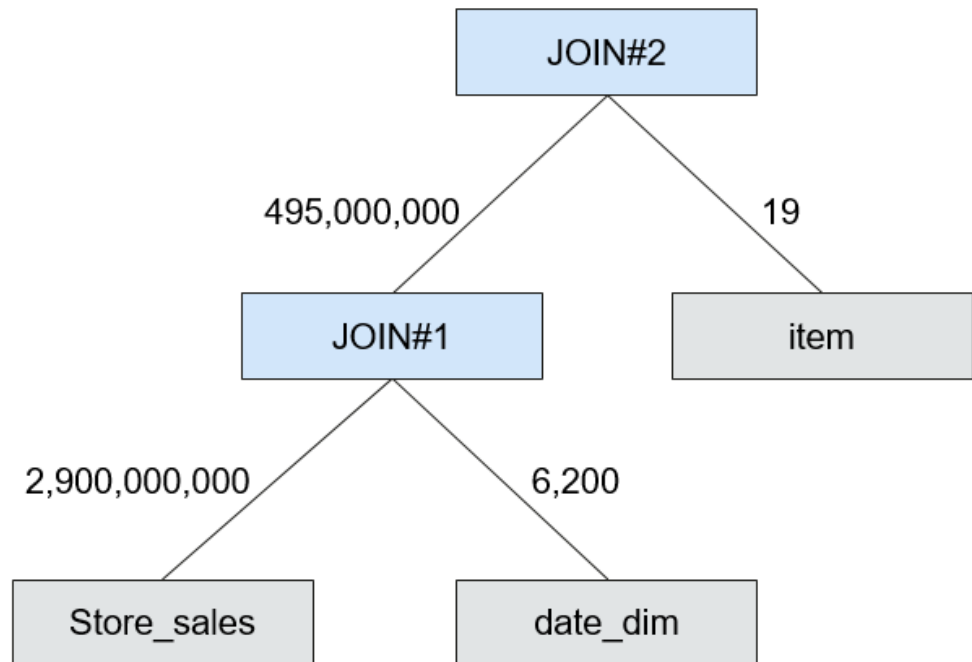 JOIN#2
495,000,000
19
JOIN#1
item
2,900,000,000
6,200
Store_sales
date_dim